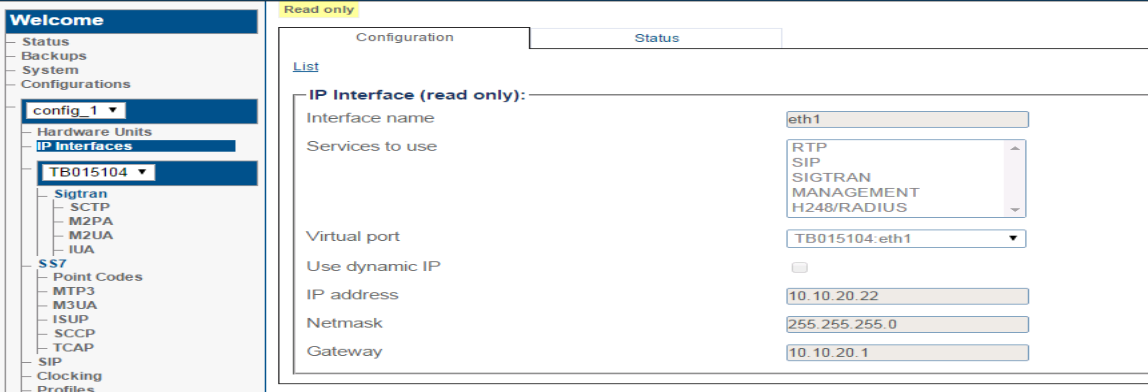 Welcome
Status
Backups
System
Configurations
config_1
Hardware Units
IP Interfaces
TB015104
Sigtran
SCTP
M2PA
M2UA
IUA
SS7
Point Codes
MTP3
M3UA
ISUP
SCCP
TCAP
SIP
Clocking
Profiles
Read only
Configuration Status
List
IP Interface (read only):
Interface name eth1
Services to use RTP
SIP
SIGTRAN
MANAGEMENT
H248/RADIUS
Virtual port TB015104:eth1
Use dynamic IP
IP address 10.10.20.22
Netmask 255.255.255.0
Gateway 10.10.20.1